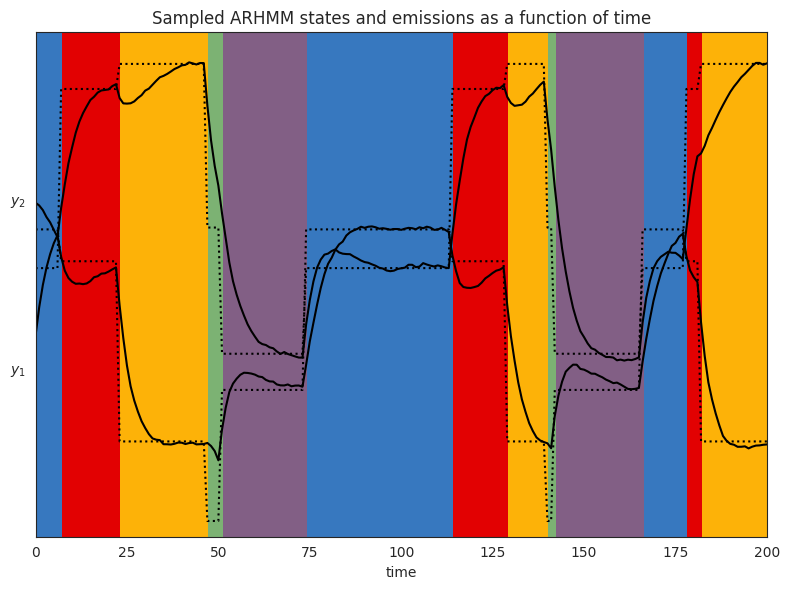 Sampled ARHMM states and emissions as a function of time
y₂
y₁
0 25 50 75 100 125 150 175 200
time